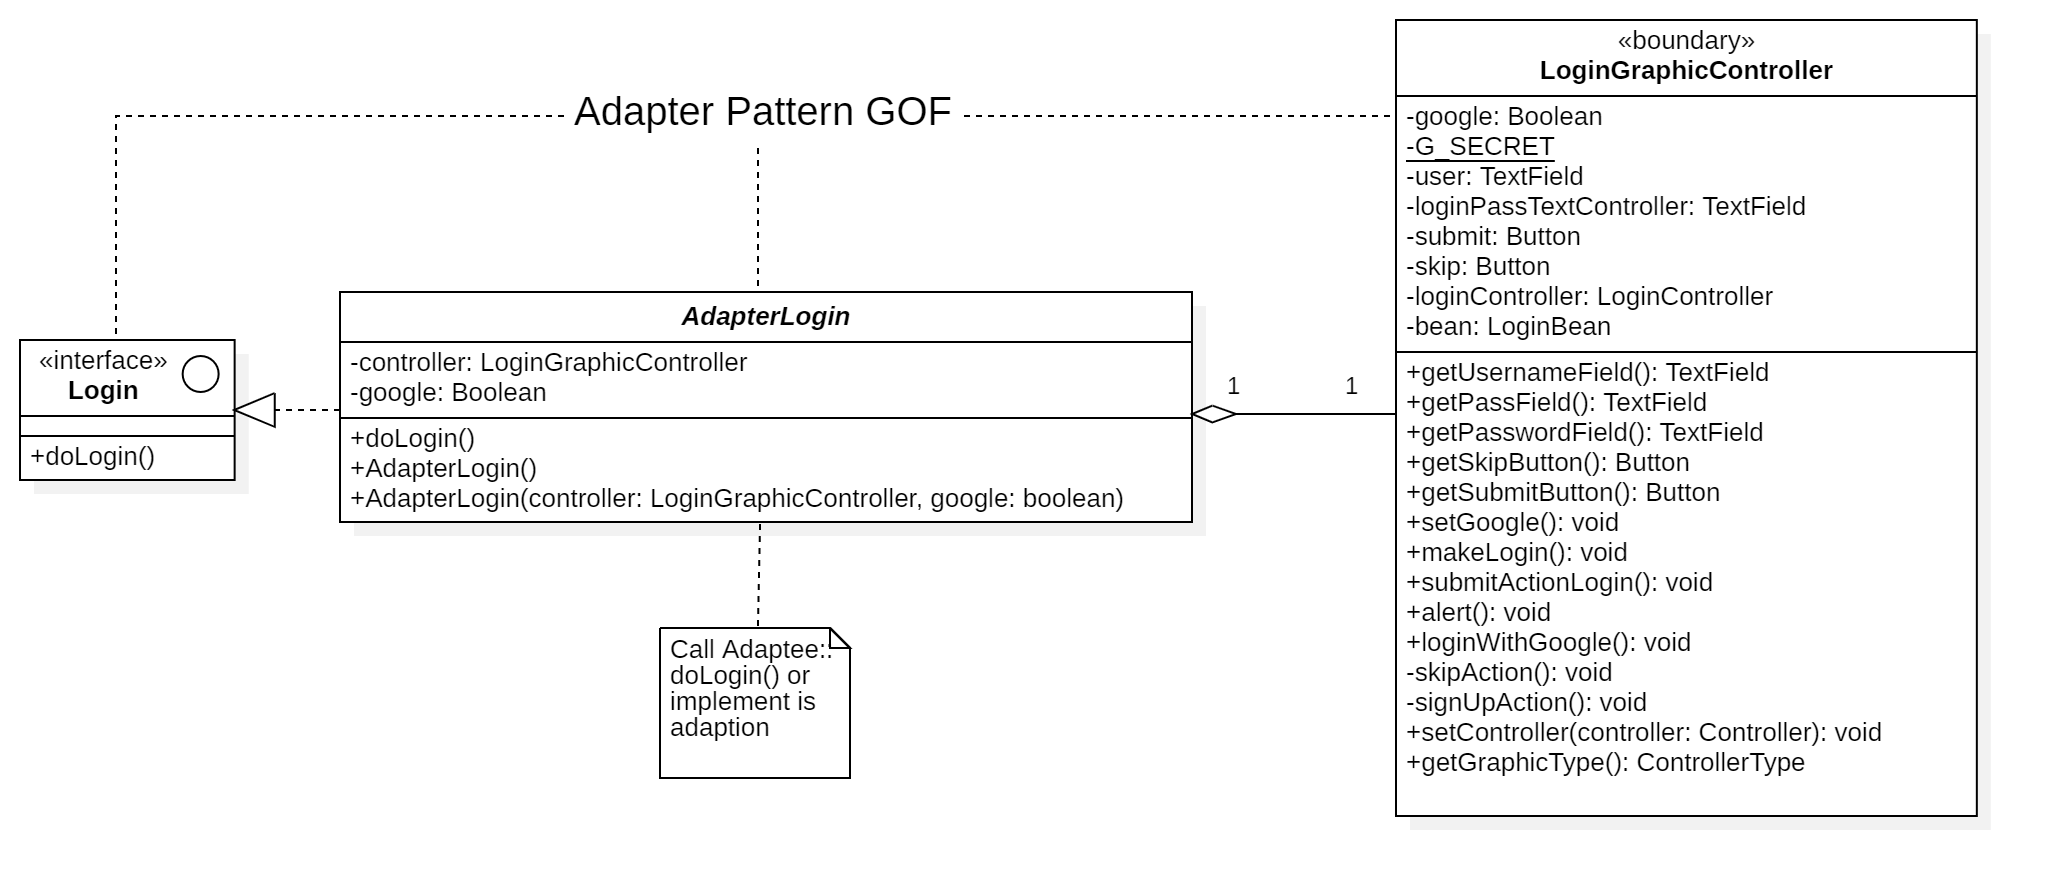 Adapter Pattern GOF
«interface»
Login
+doLogin()
AdapterLogin
-controller: LoginGraphicController
-google: Boolean
+doLogin()
+AdapterLogin()
+AdapterLogin(controller: LoginGraphicController, google: boolean)
Call Adaptee::
doLogin() or
implement is
adaption
1
1
«boundary»
LoginGraphicController
-google: Boolean
-G_SECRET
-user: TextField
-loginPassTextController: TextField
-submit: Button
-skip: Button
-loginController: LoginController
-bean: LoginBean
+getUsernameField(): TextField
+getPassField(): TextField
+getPasswordField(): TextField
+getSkipButton(): Button
+getSubmitButton(): Button
+setGoogle(): void
+makeLogin(): void
+submitActionLogin(): void
+alert(): void
+loginWithGoogle(): void
-skipAction(): void
-signUpAction(): void
+setController(controller: Controller): void
+getGraphicType(): ControllerType